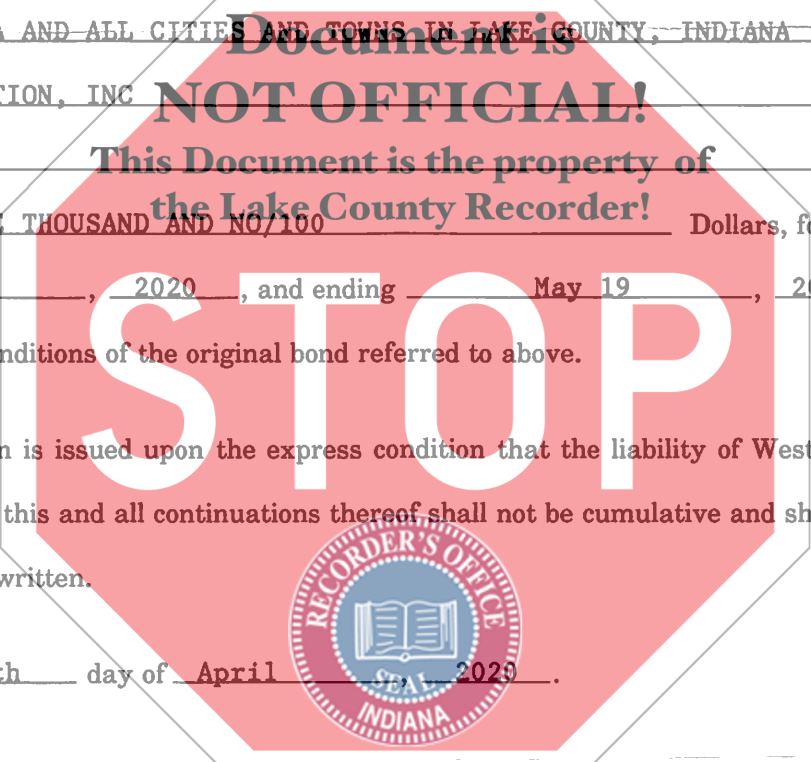 A AND ALL CITIES AND TOWNS IN LAKE COUNTY, INDIANA
Document is
TION, INC
NOT OFFICIAL!
This Document is the property of
the Lake County Recorder!
THOUSAND AND NO/100 Dollars, fo
, 2020 , and ending May 19 , 20
STOP
nditions of the original bond referred to above.
n is issued upon the express condition that the liability of West
this and all continuations thereof shall not be cumulative and sh
written.
RECORDER'S OFFICE
SEAL
INDIANA
th day of April , 2020 .